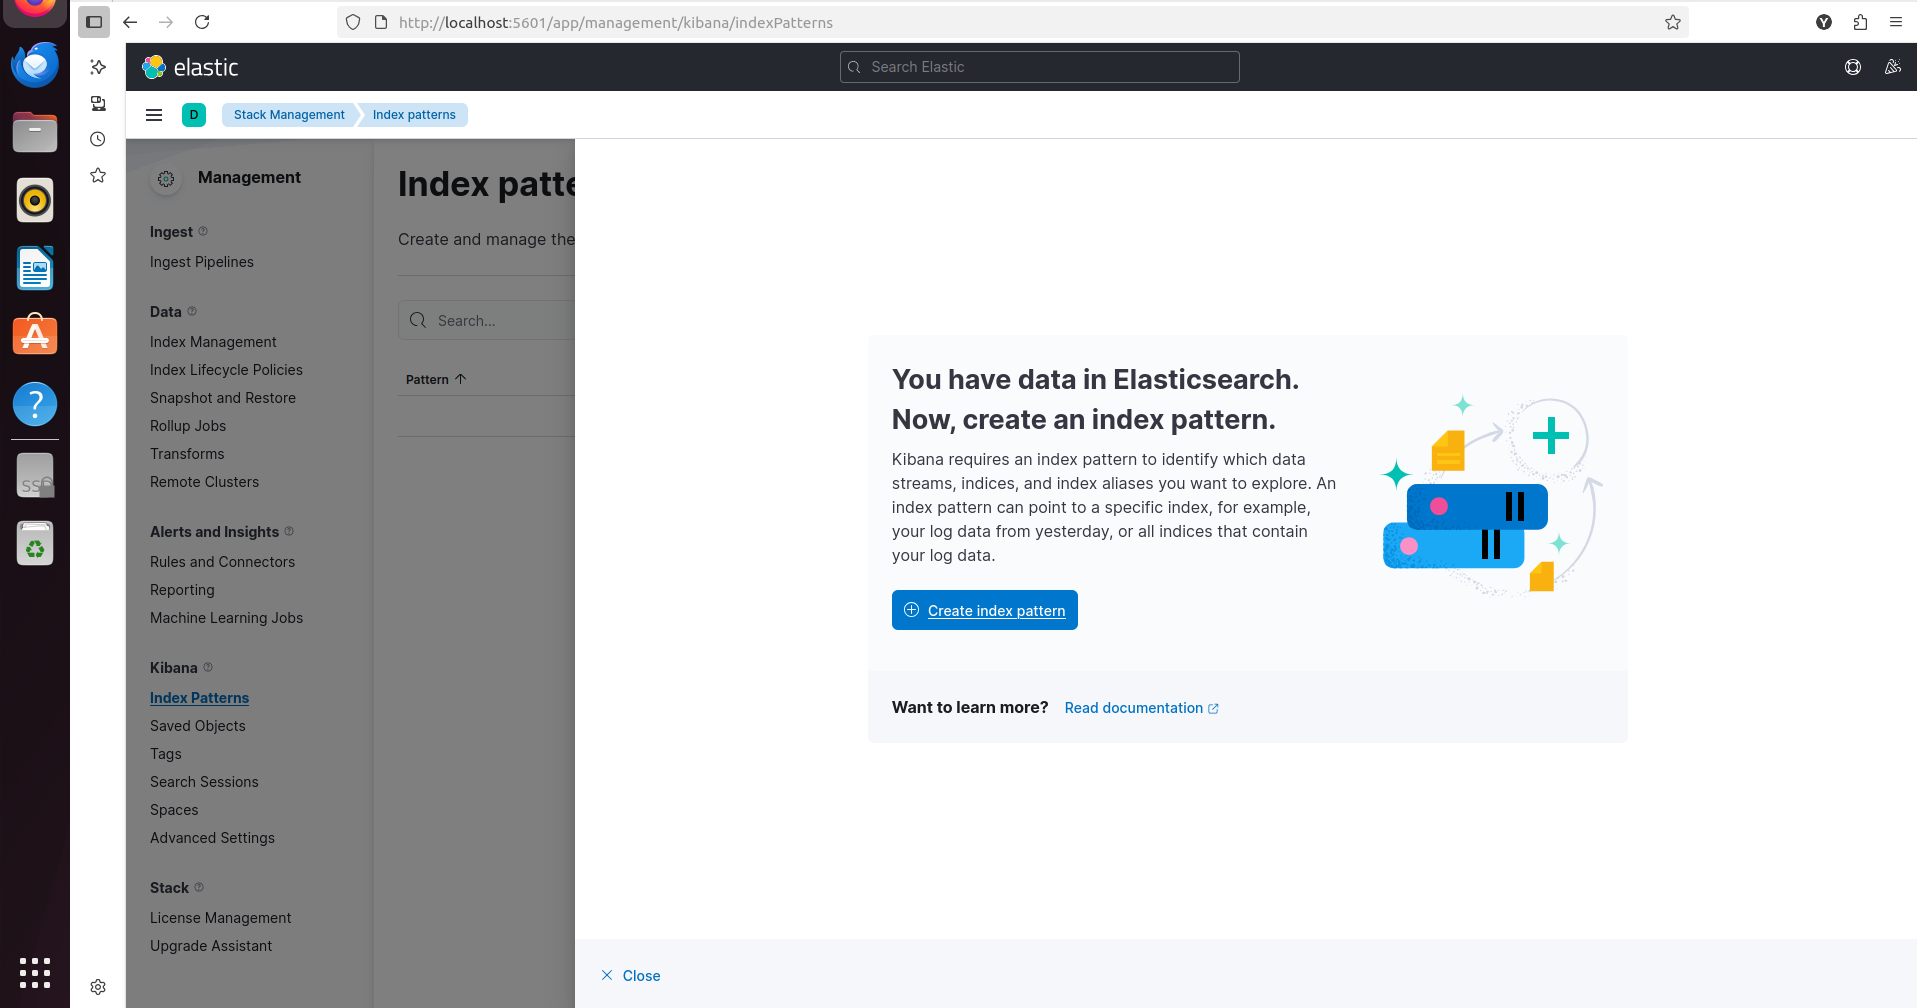 http://localhost:5601/app/management/kibana/indexPatterns
elastic
Search Elastic
D
Stack Management
Index patterns
Management
Ingest
Ingest Pipelines
Data
Index Management
Index Lifecycle Policies
Snapshot and Restore
Rollup Jobs
Transforms
Remote Clusters
Alerts and Insights
Rules and Connectors
Reporting
Machine Learning Jobs
Kibana
Index Patterns
Saved Objects
Tags
Search Sessions
Spaces
Advanced Settings
Stack
License Management
Upgrade Assistant
Index patte
Create and manage the
Search...
Pattern
You have data in Elasticsearch.
Now, create an index pattern.
Kibana requires an index pattern to identify which data
streams, indices, and index aliases you want to explore. An
index pattern can point to a specific index, for example,
your log data from yesterday, or all indices that contain
your log data.
Create index pattern
Want to learn more? Read documentation
Close